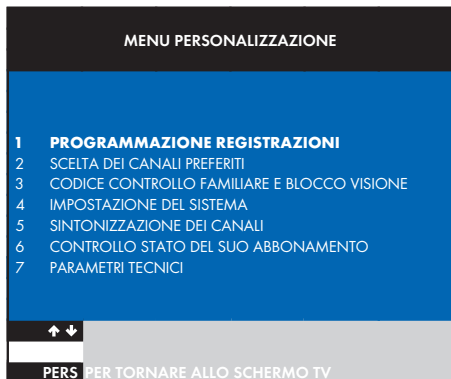 MENU PERSONALIZZAZIONE
1 PROGRAMMAZIONE REGISTRAZIONI
2 SCELTA DEI CANALI PREFERITI
3 CODICE CONTROLLO FAMILIARE E BLOCCO VISIONE
4 IMPOSTAZIONE DEL SISTEMA
5 SINTONIZZAZIONE DEI CANALI
6 CONTROLLO STATO DEL SUO ABBONAMENTO
7 PARAMETRI TECNICI
PERS PER TORNARE ALLO SCHERMO TV